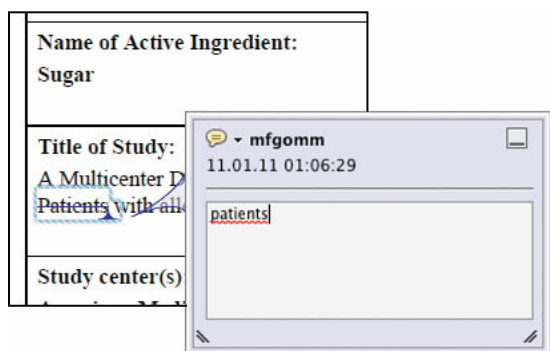 Name of Active Ingredient:
Sugar
Title of Study:
A Multicenter
Patients with
Study center(s)
mfgomm
11.01.11 01:06:29
patients